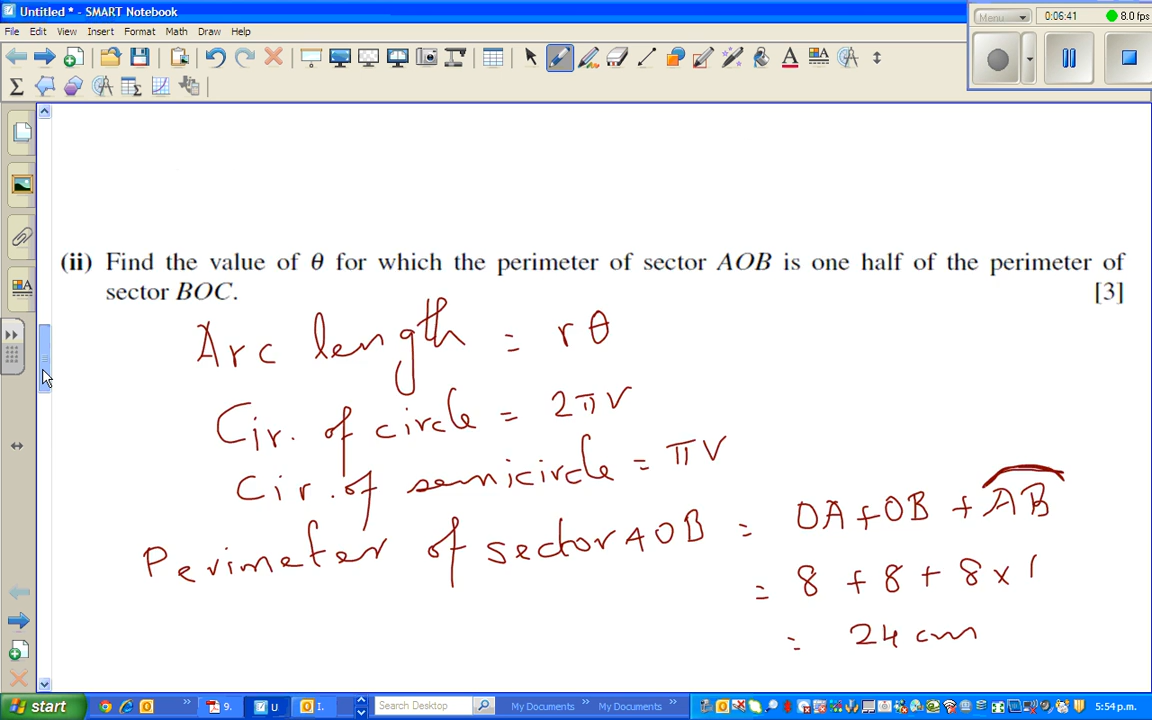 Untitled * - SMART Notebook
Menu
0:06:41
8.0 fps
File Edit View Insert Format Math Draw Help
(ii) Find the value of θ for which the perimeter of sector AOB is one half of the perimeter of
sector BOC. [3]
Arc length = rθ
Cir. of circle = 2πr
Cir. of semicircle = πr
Perimeter of sector AOB = OA + OB + AB
= 8 + 8 + 8 × 1
= 24 cm
start
9.
U
I.
Search Desktop
My Documents »
My Documents »
5:54 p.m.